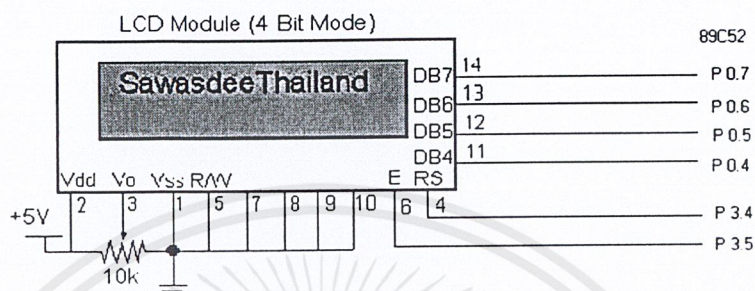 LCD Module (4 Bit Mode)
89C52
SawasdeeThailand
DB7 14 P 0.7
DB6 13 P 0.6
DB5 12 P 0.5
DB4 11 P 0.4
Vdd Vo Vss R/W E RS
2 3 1 5 7 8 9 10 6 4
+5V
P 3.4
P 3.5
10k